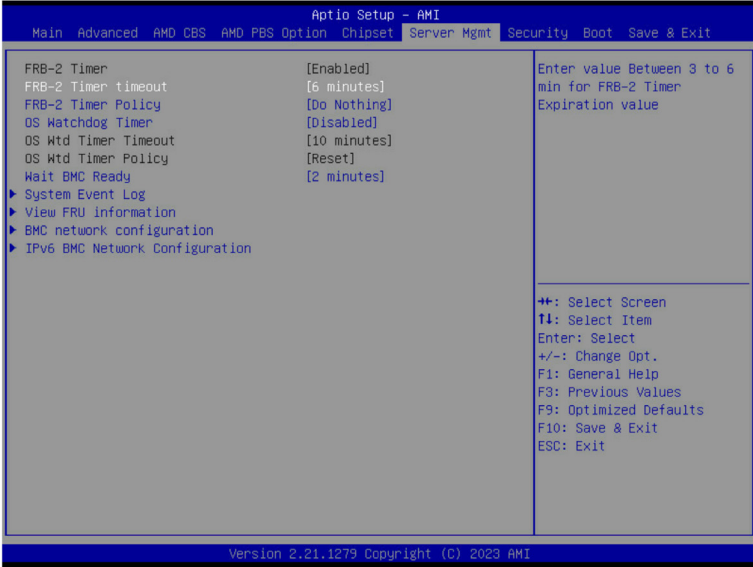 Aptio Setup – AMI
Main Advanced AMD CBS AMD PBS Option Chipset Server Mgmt Security Boot Save & Exit
FRB-2 Timer [Enabled]
FRB-2 Timer timeout [6 minutes]
FRB-2 Timer Policy [Do Nothing]
OS Watchdog Timer [Disabled]
OS Wtd Timer Timeout [10 minutes]
OS Wtd Timer Policy [Reset]
Wait BMC Ready [2 minutes]
System Event Log
View FRU information
BMC network configuration
IPv6 BMC Network Configuration
Enter value Between 3 to 6
min for FRB-2 Timer
Expiration value
→←: Select Screen
↑↓: Select Item
Enter: Select
+/-: Change Opt.
F1: General Help
F3: Previous Values
F9: Optimized Defaults
F10: Save & Exit
ESC: Exit
Version 2.21.1279 Copyright (C) 2023 AMI